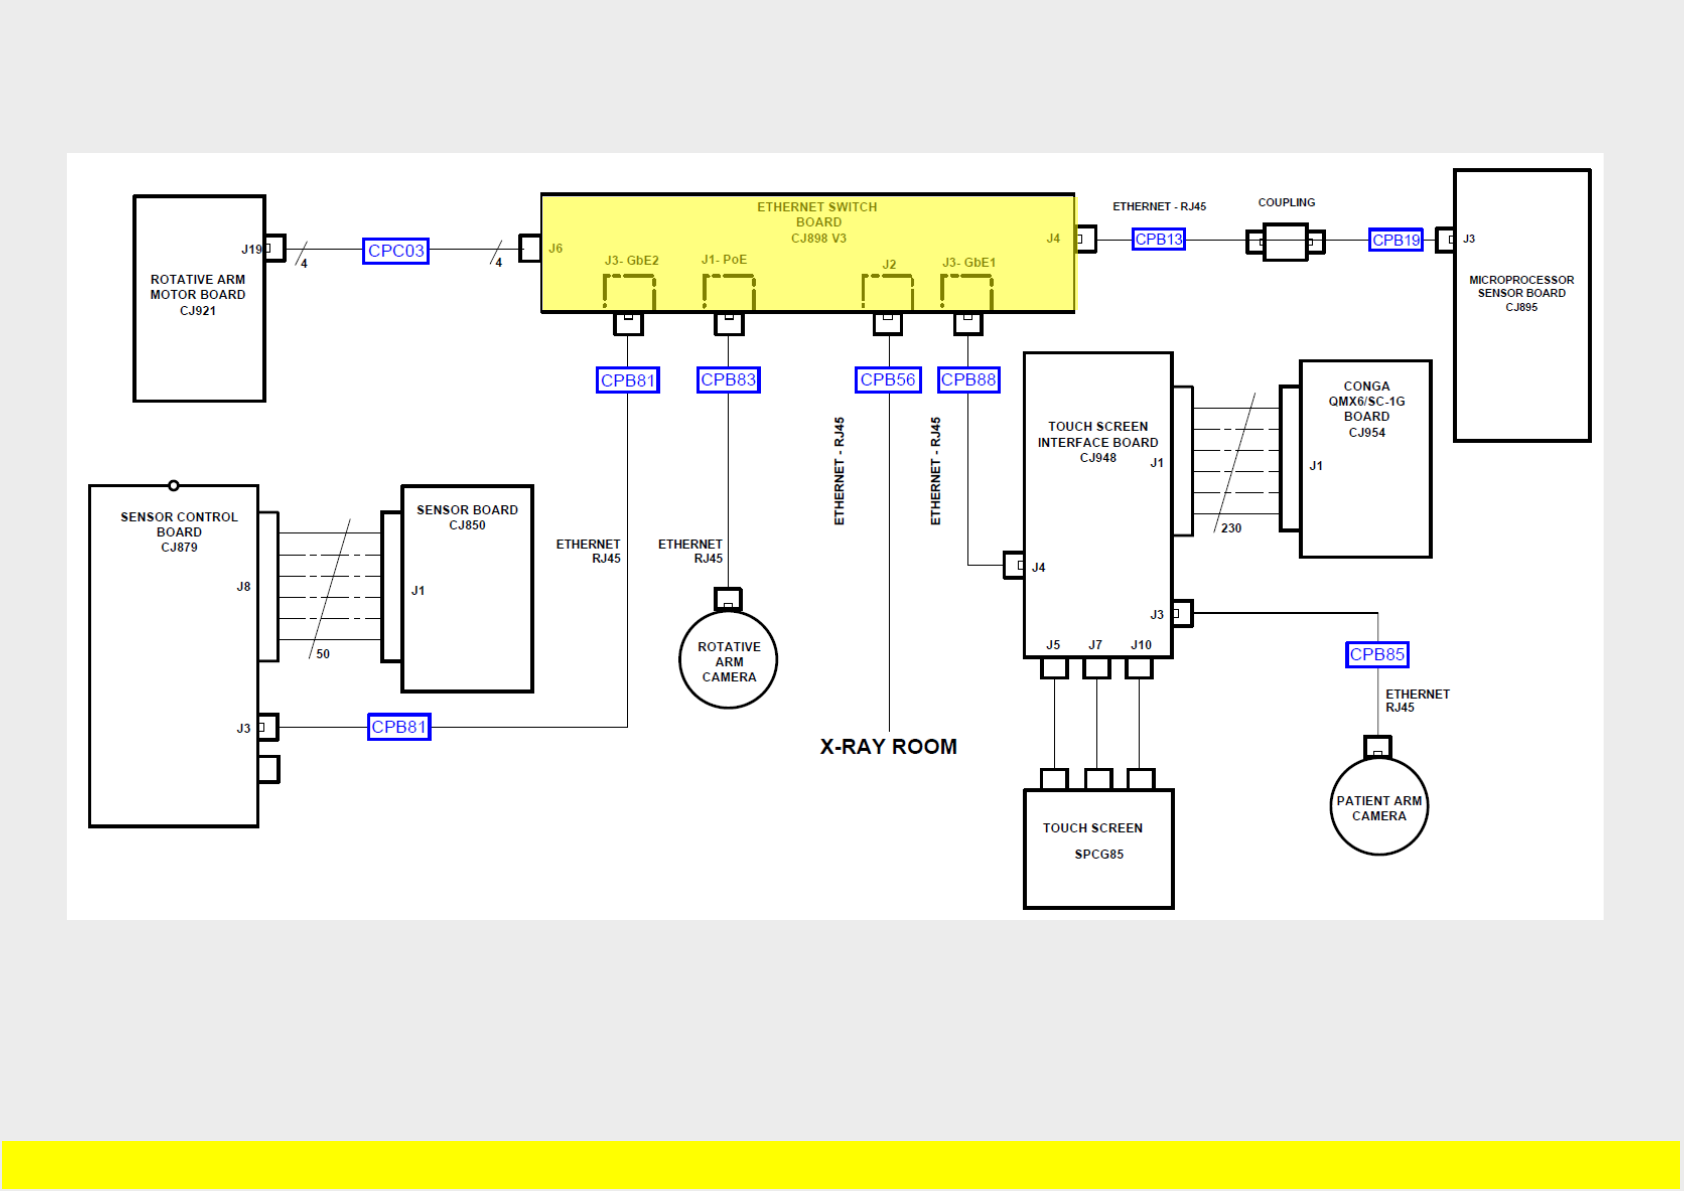 ETHERNET SWITCH
BOARD
CJ898 V3
J6
J4
J3- GbE2
J1- PoE
J2
J3- GbE1
J19
4
CPC03
4
ROTATIVE ARM
MOTOR BOARD
CJ921
ETHERNET - RJ45
CPB13
COUPLING
CPB19
J3
MICROPROCESSOR
SENSOR BOARD
CJ895
CPB81
CPB83
CPB56
CPB88
ETHERNET - RJ45
ETHERNET - RJ45
TOUCH SCREEN
INTERFACE BOARD
CJ948
J1
230
CONGA
QMX6/SC-1G
BOARD
CJ954
J1
SENSOR CONTROL
BOARD
CJ879
J8
50
SENSOR BOARD
CJ850
J1
ETHERNET
RJ45
ETHERNET
RJ45
J4
J3
J5
J7
J10
ROTATIVE
ARM
CAMERA
CPB85
ETHERNET
RJ45
J3
CPB81
X-RAY ROOM
PATIENT ARM
CAMERA
TOUCH SCREEN
SPCG85